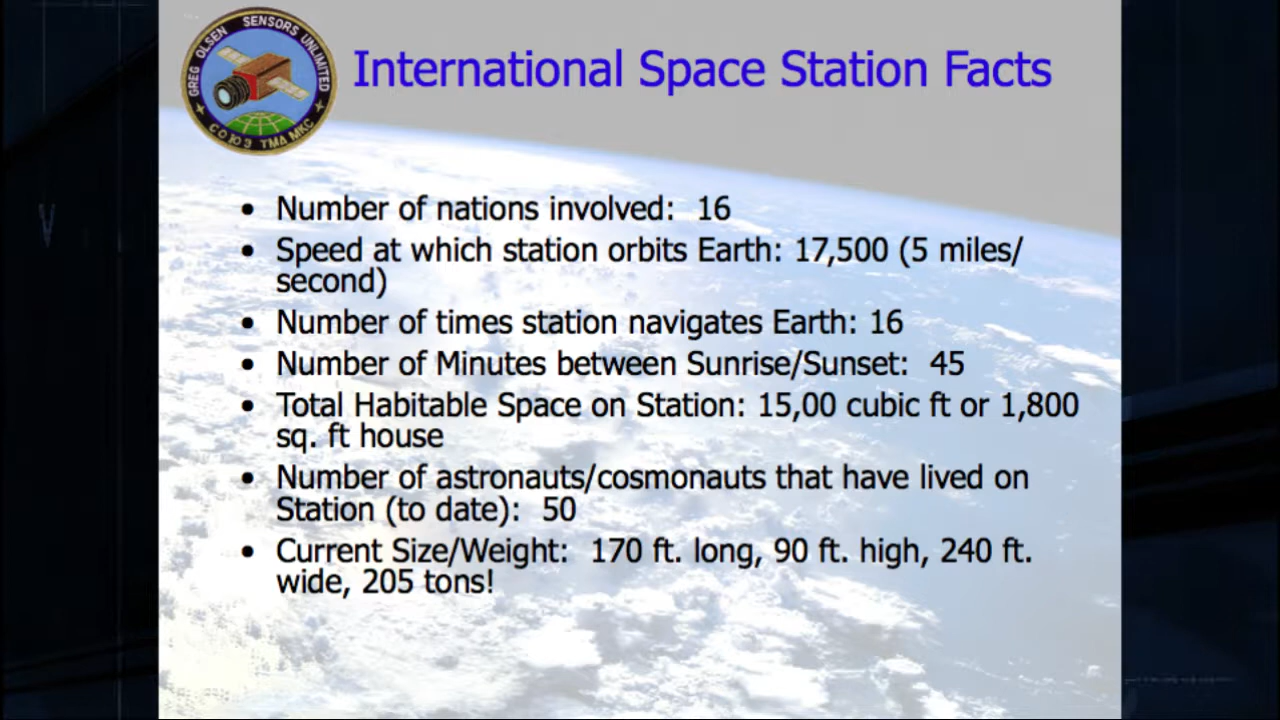 GREG OLSEN SENSORS UNLIMITED
International Space Station Facts
• Number of nations involved:  16
• Speed at which station orbits Earth: 17,500 (5 miles/
second)
• Number of times station navigates Earth: 16
• Number of Minutes between Sunrise/Sunset:  45
• Total Habitable Space on Station: 15,00 cubic ft or 1,800
sq. ft house
• Number of astronauts/cosmonauts that have lived on
Station (to date):  50
• Current Size/Weight:  170 ft. long, 90 ft. high, 240 ft.
wide, 205 tons!